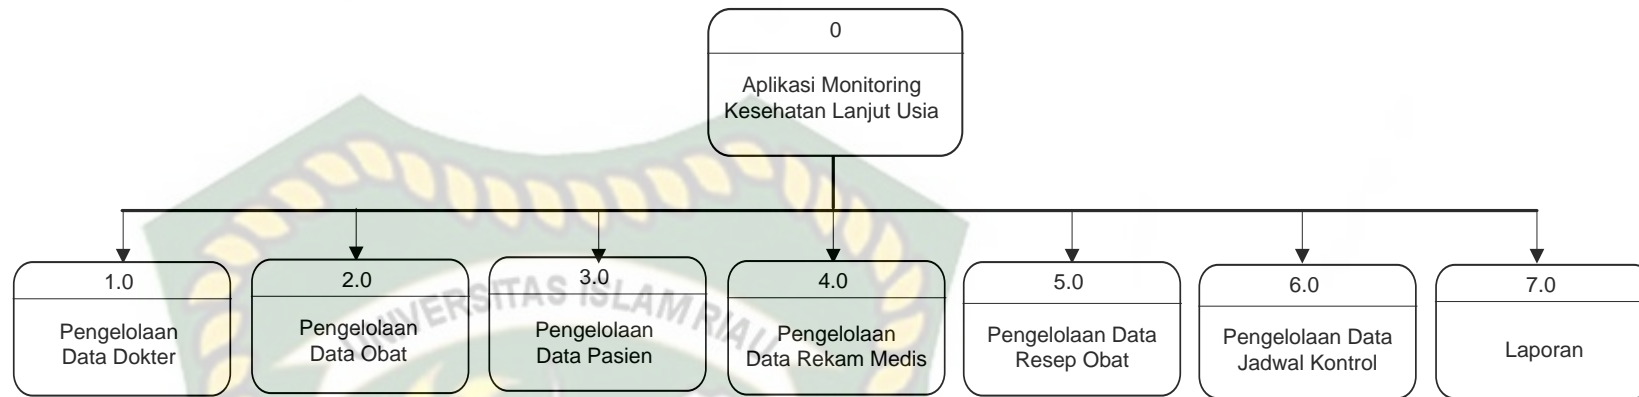 0
Aplikasi Monitoring
Kesehatan Lanjut Usia
1.0
Pengelolaan
Data Dokter
2.0
Pengelolaan
Data Obat
3.0
Pengelolaan
Data Pasien
4.0
Pengelolaan
Data Rekam Medis
5.0
Pengelolaan Data
Resep Obat
6.0
Pengelolaan Data
Jadwal Kontrol
7.0
Laporan
UNIVERSITAS ISLAM RIAU